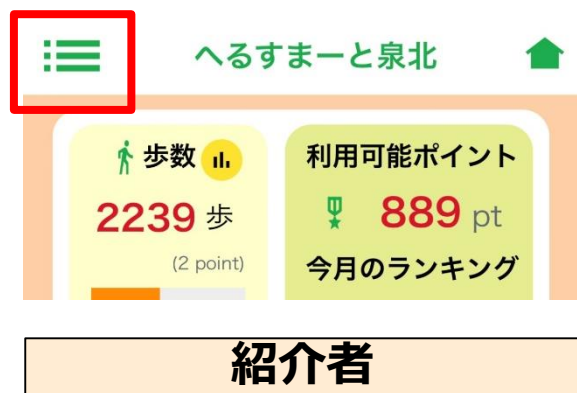 へるすまーと泉北
歩数
2239 歩
(2 point)
利用可能ポイント
889 pt
今月のランキング
紹介者